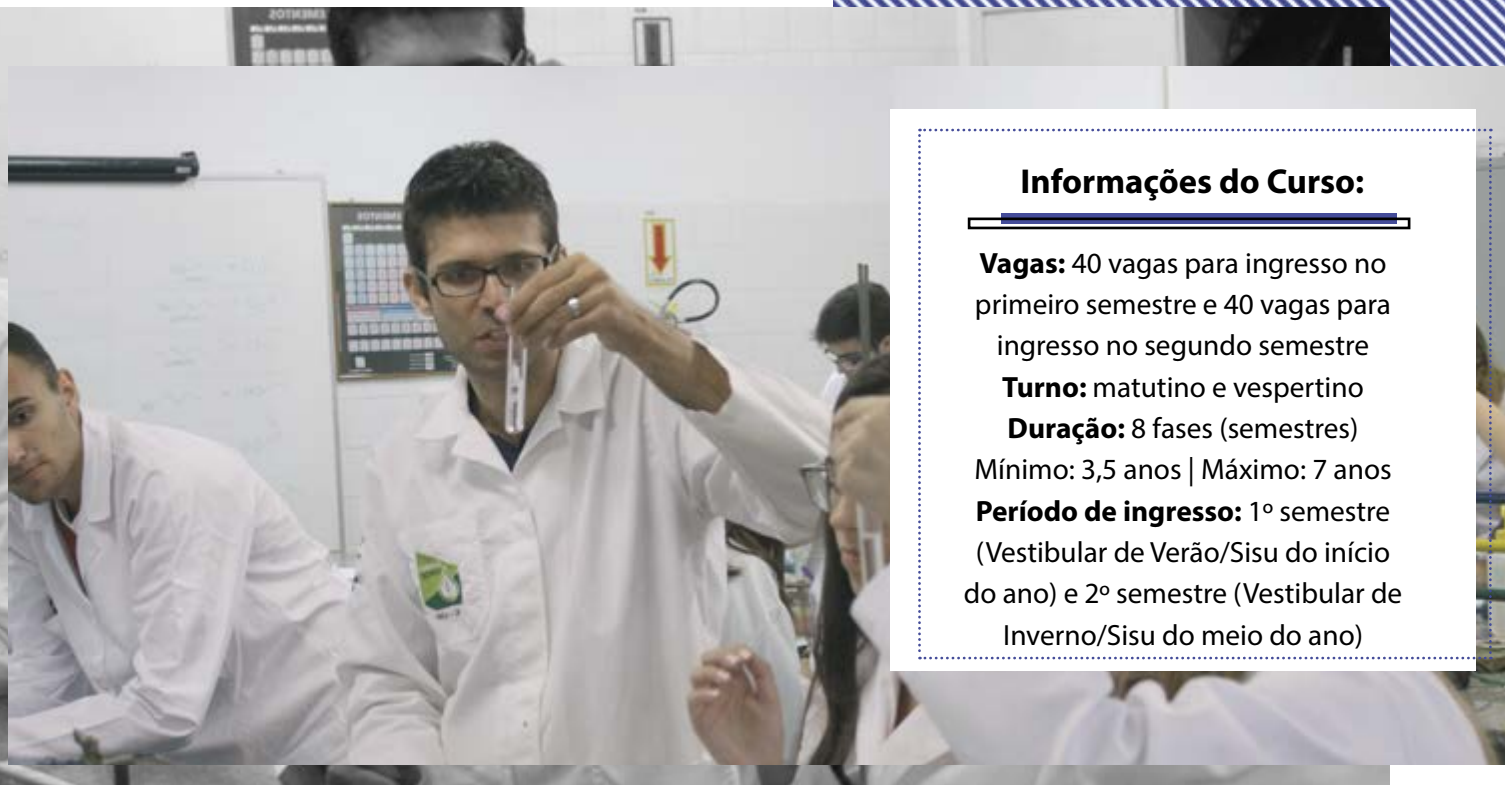 Informações do Curso:
Vagas: 40 vagas para ingresso no
primeiro semestre e 40 vagas para
ingresso no segundo semestre
Turno: matutino e vespertino
Duração: 8 fases (semestres)
Mínimo: 3,5 anos | Máximo: 7 anos
Período de ingresso: 1º semestre
(Vestibular de Verão/Sisu do início
do ano) e 2º semestre (Vestibular de
Inverno/Sisu do meio do ano)